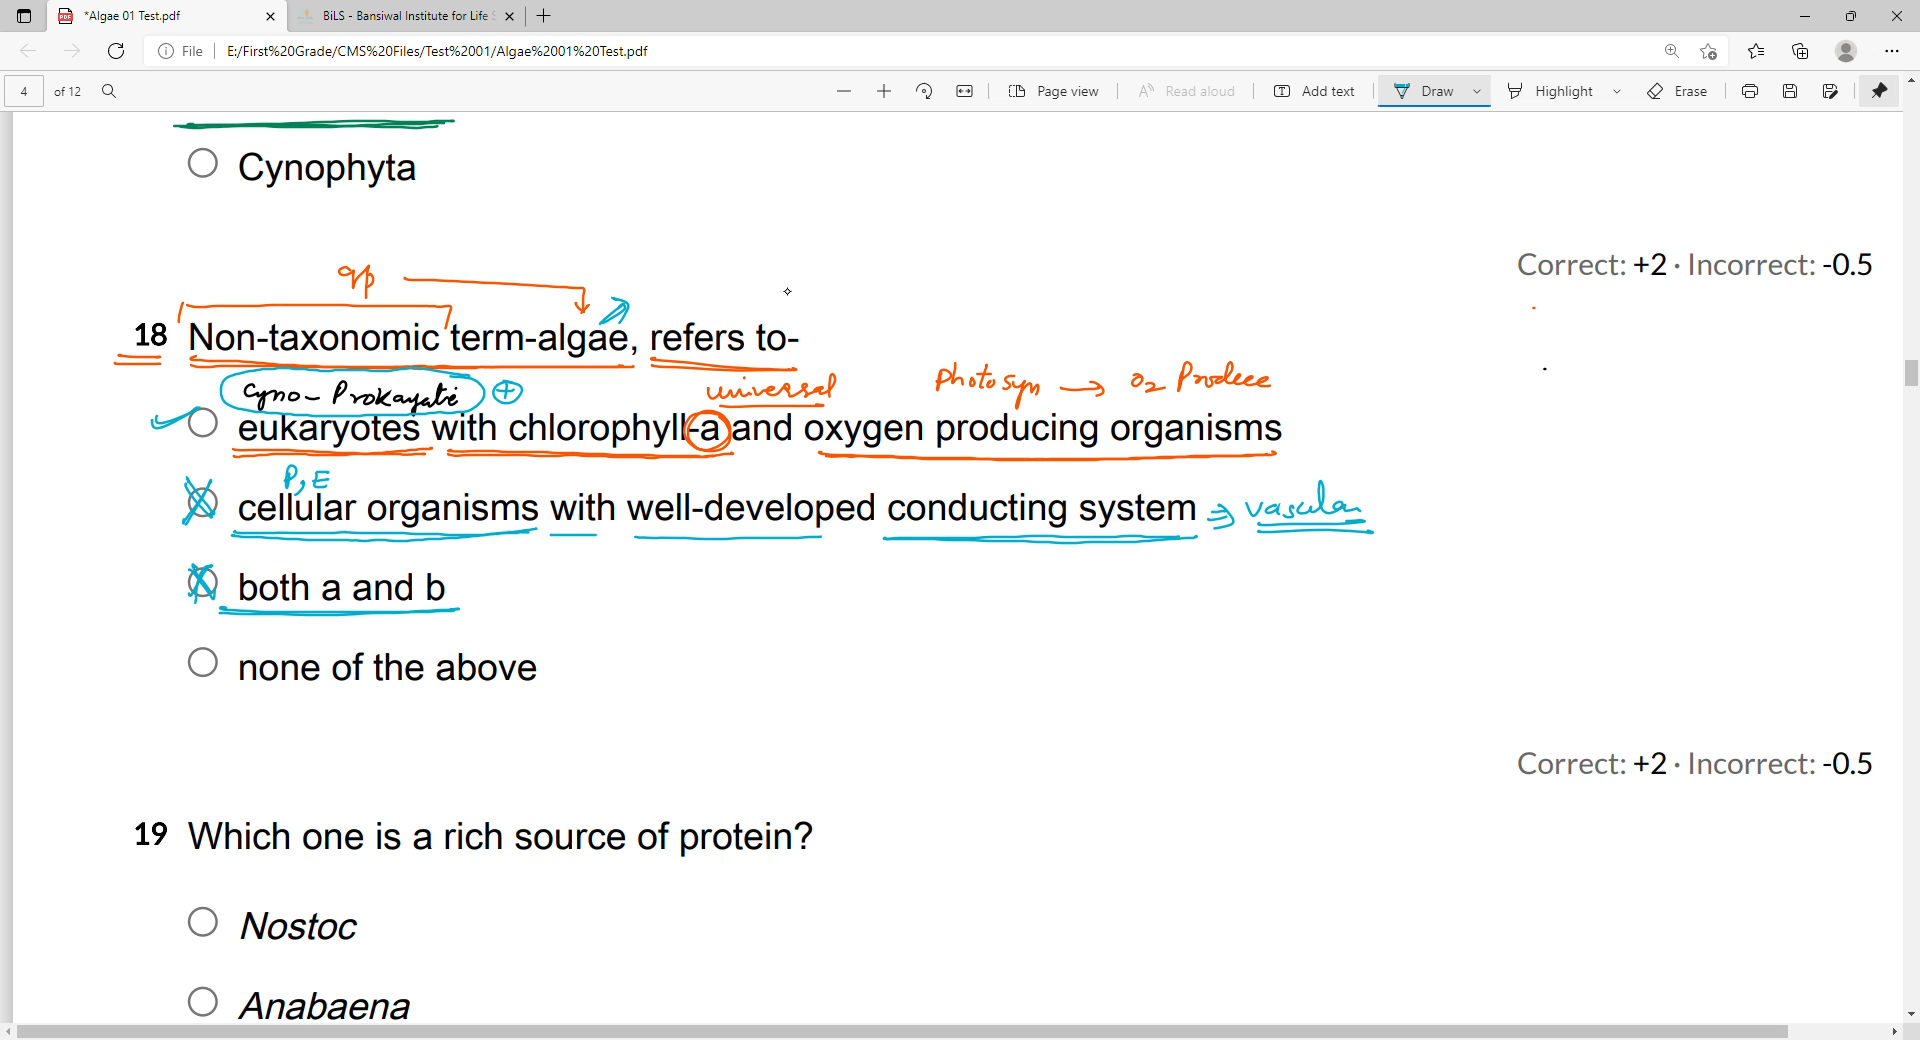 *Algae 01 Test.pdf
BiLS - Bansiwal Institute for Life S
File
E:/First%20Grade/CMS%20Files/Test%2001/Algae%2001%20Test.pdf
4 of 12
Page view
Read aloud
Add text
Draw
Highlight
Erase
Cynophyta
Correct: +2 · Incorrect: -0.5
18 Non-taxonomic term-algae, refers to-
Cyno - Prokayatic +
universal
Photosyn → O2 Produce
eukaryotes with chlorophyll-a and oxygen producing organisms
P, E
cellular organisms with well-developed conducting system ⇒ vascular
both a and b
none of the above
Correct: +2 · Incorrect: -0.5
19 Which one is a rich source of protein?
Nostoc
Anabaena